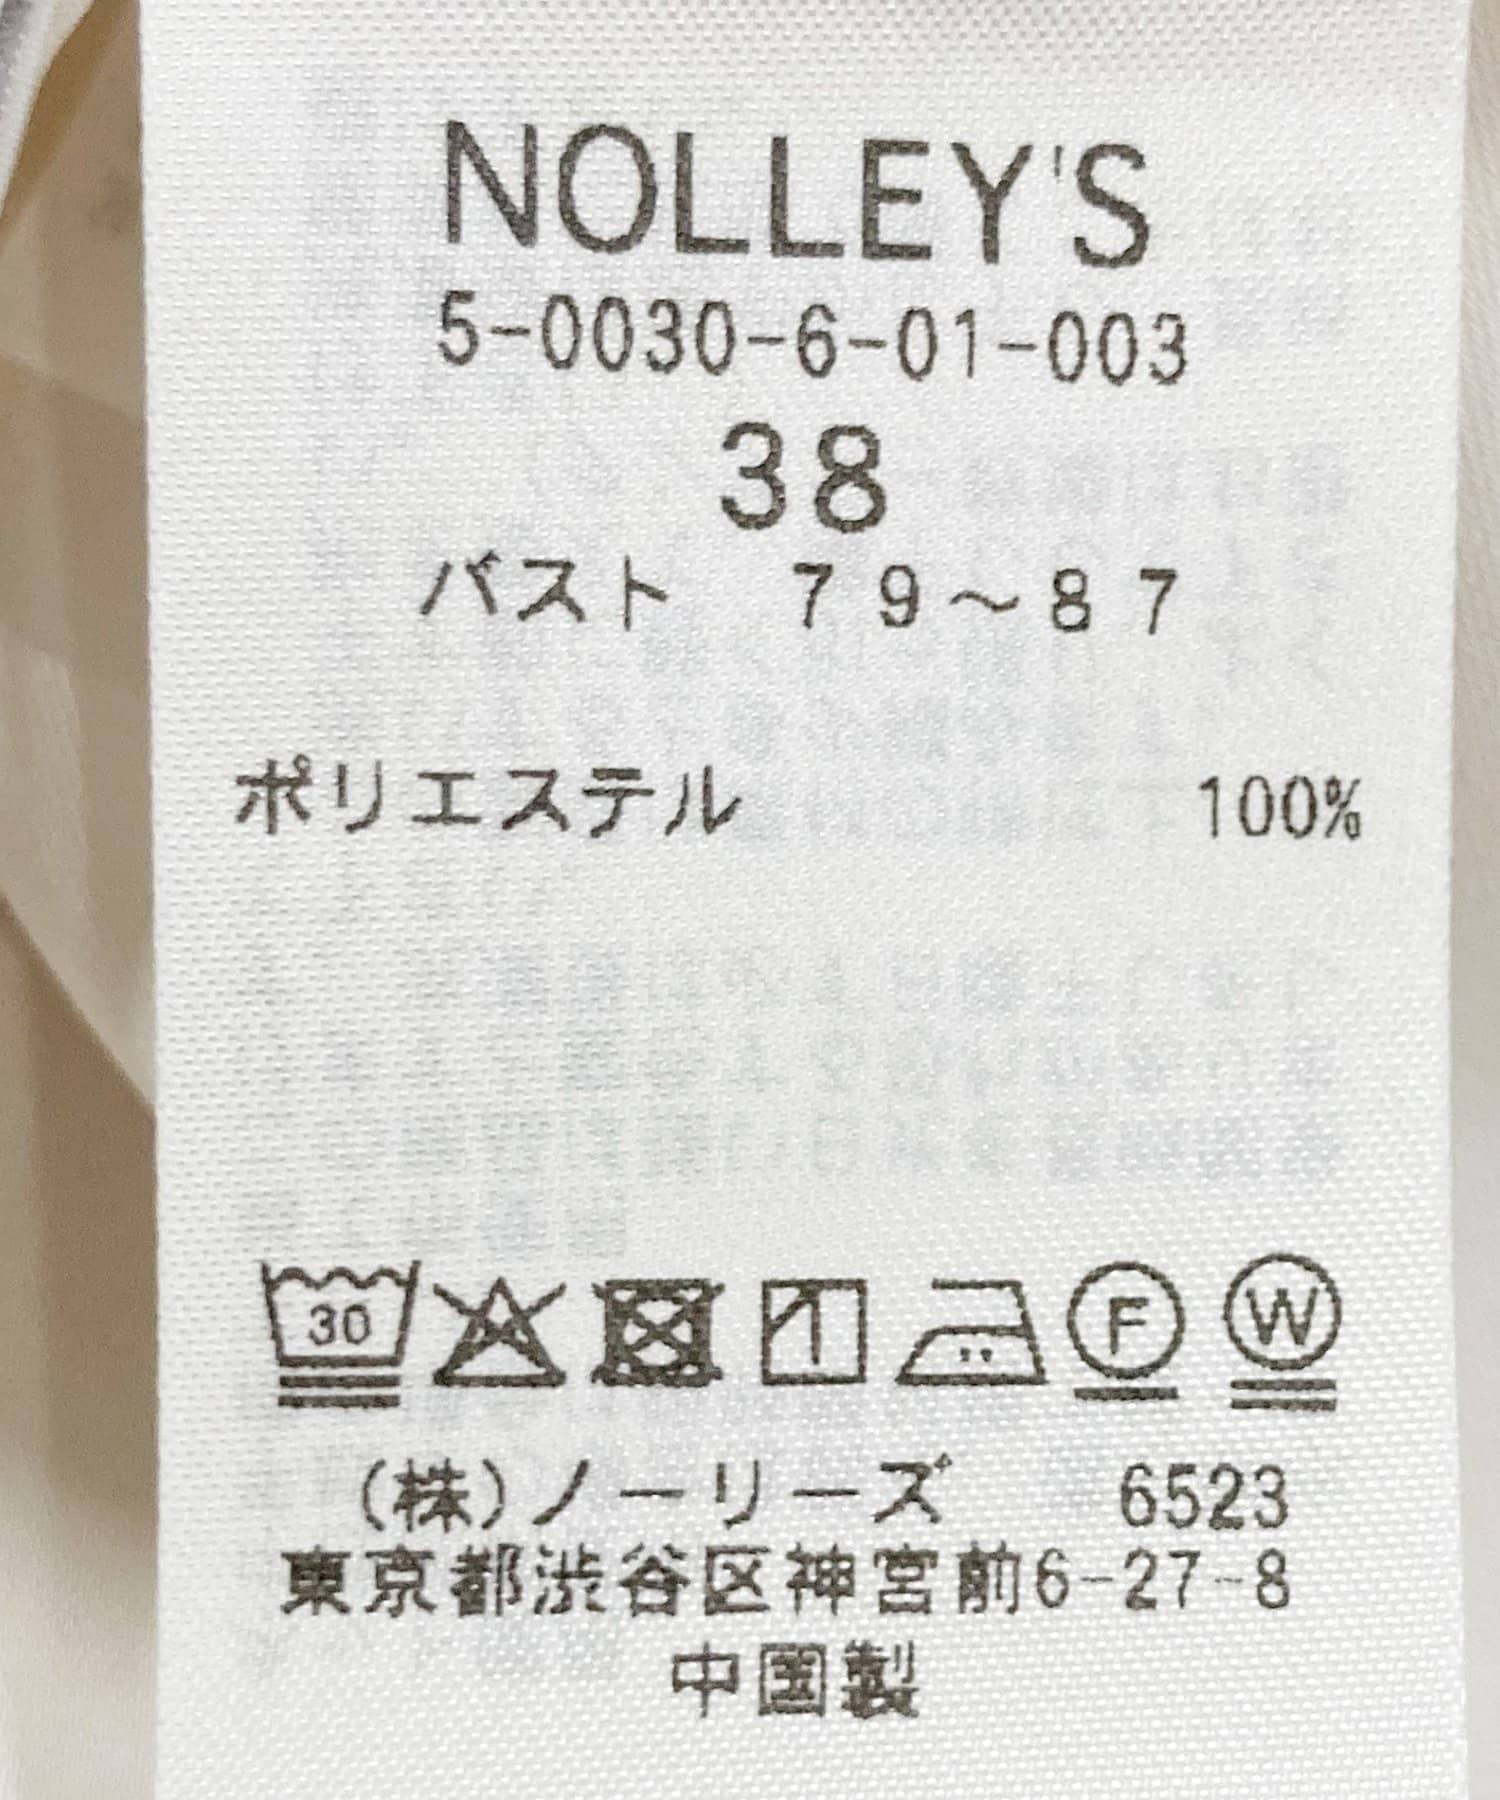 NOLLEY'S
5-0030-6-01-003
38
バスト 79〜87
ポリエステル 100%
30 F W
(株)ノーリーズ 6523
東京都渋谷区神宮前6-27-8
中国製